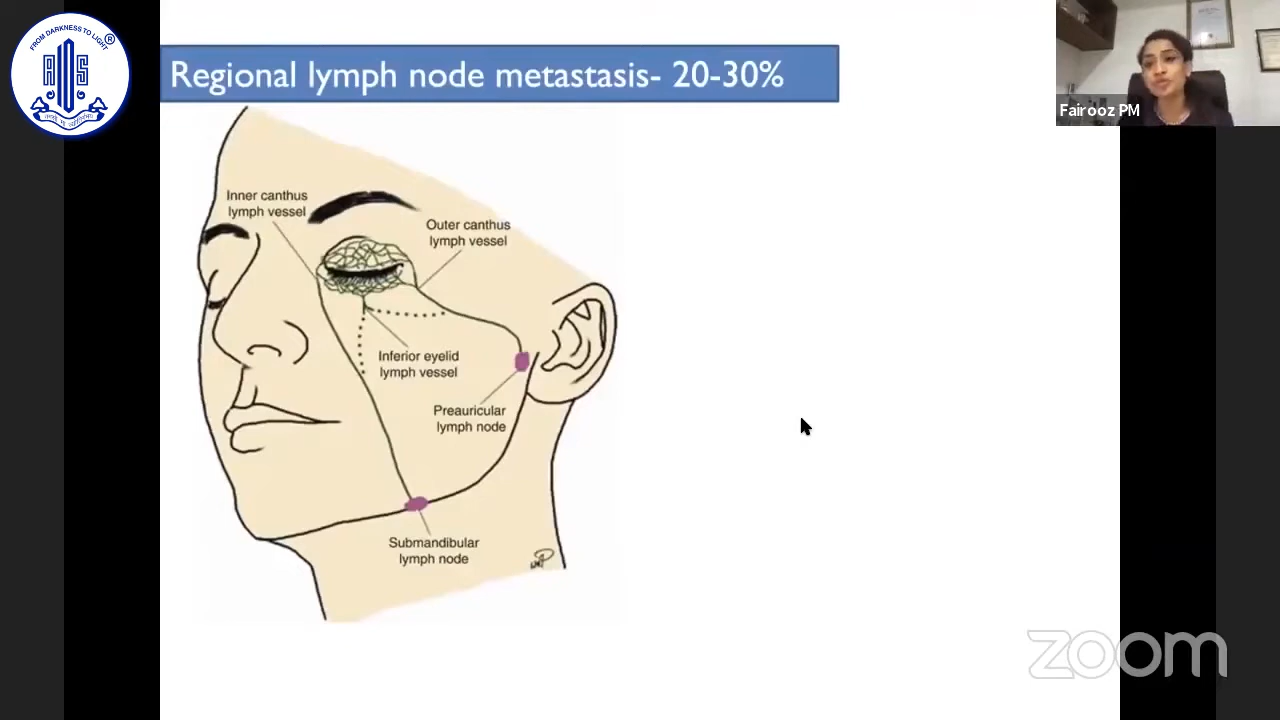 FROM DARKNESS TO LIGHT
AIOS
Regional lymph node metastasis- 20-30%
Fairooz PM
Inner canthus
lymph vessel
Outer canthus
lymph vessel
Inferior eyelid
lymph vessel
Preauricular
lymph node
Submandibular
lymph node
zoom